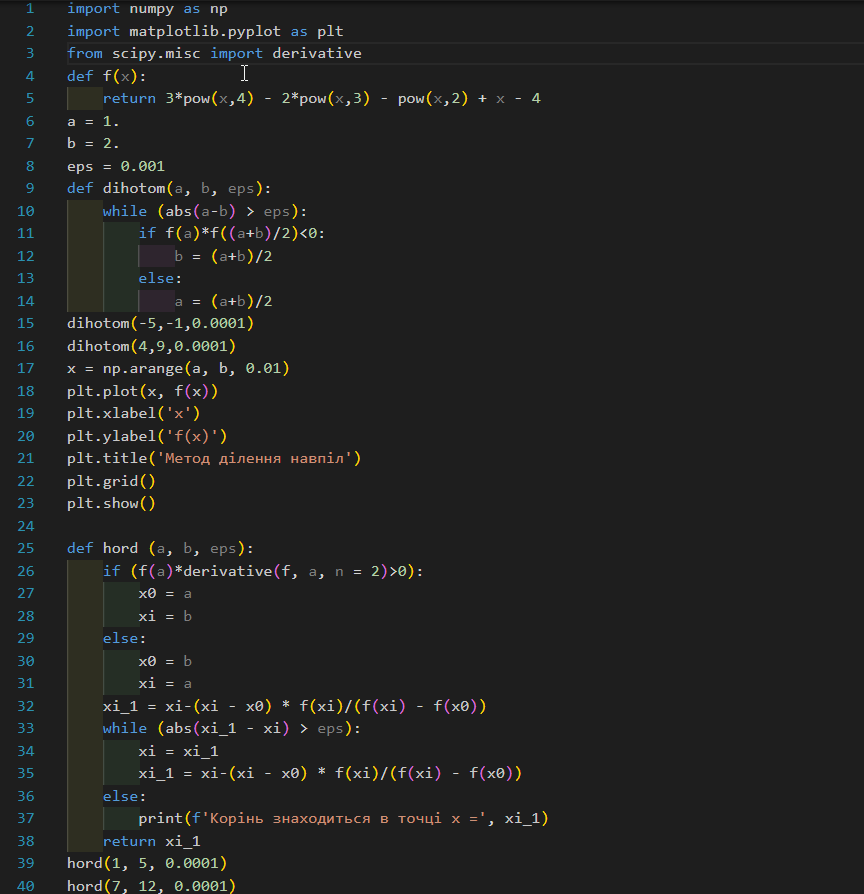 1 import numpy as np
2 import matplotlib.pyplot as plt
3 from scipy.misc import derivative
4 def f(x):
5     return 3*pow(x,4) - 2*pow(x,3) - pow(x,2) + x - 4
6 a = 1.
7 b = 2.
8 eps = 0.001
9 def dihotom(a, b, eps):
10     while (abs(a-b) > eps):
11         if f(a)*f((a+b)/2)<0:
12             b = (a+b)/2
13         else:
14             a = (a+b)/2
15 dihotom(-5,-1,0.0001)
16 dihotom(4,9,0.0001)
17 x = np.arange(a, b, 0.01)
18 plt.plot(x, f(x))
19 plt.xlabel('x')
20 plt.ylabel('f(x)')
21 plt.title('Метод ділення навпіл')
22 plt.grid()
23 plt.show()
24
25 def hord (a, b, eps):
26     if (f(a)*derivative(f, a, n = 2)>0):
27         x0 = a
28         xi = b
29     else:
30         x0 = b
31         xi = a
32     xi_1 = xi-(xi - x0) * f(xi)/(f(xi) - f(x0))
33     while (abs(xi_1 - xi) > eps):
34         xi = xi_1
35         xi_1 = xi-(xi - x0) * f(xi)/(f(xi) - f(x0))
36     else:
37         print(f'Корінь знаходиться в точці x =', xi_1)
38     return xi_1
39 hord(1, 5, 0.0001)
40 hord(7, 12, 0.0001)